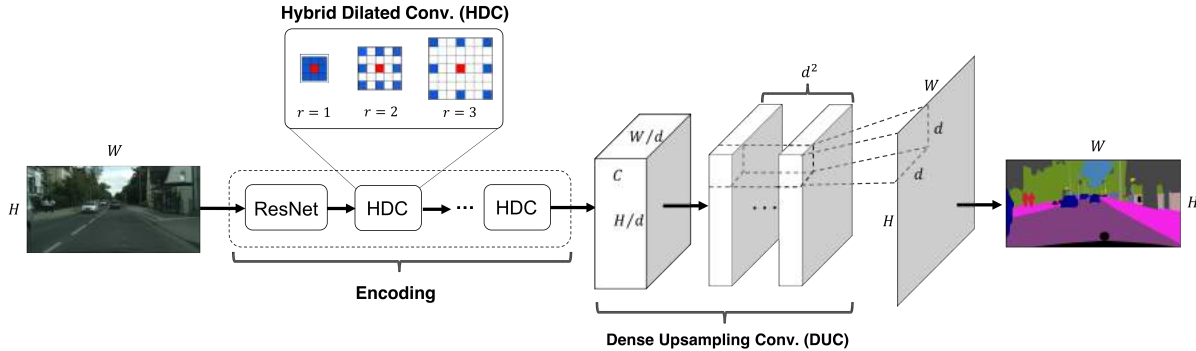 Hybrid Dilated Conv. (HDC)
r = 1
r = 2
r = 3
W
H
ResNet
HDC
...
HDC
Encoding
W/d
C
H/d
d²
...
Dense Upsampling Conv. (DUC)
W
d
d
H
W
H